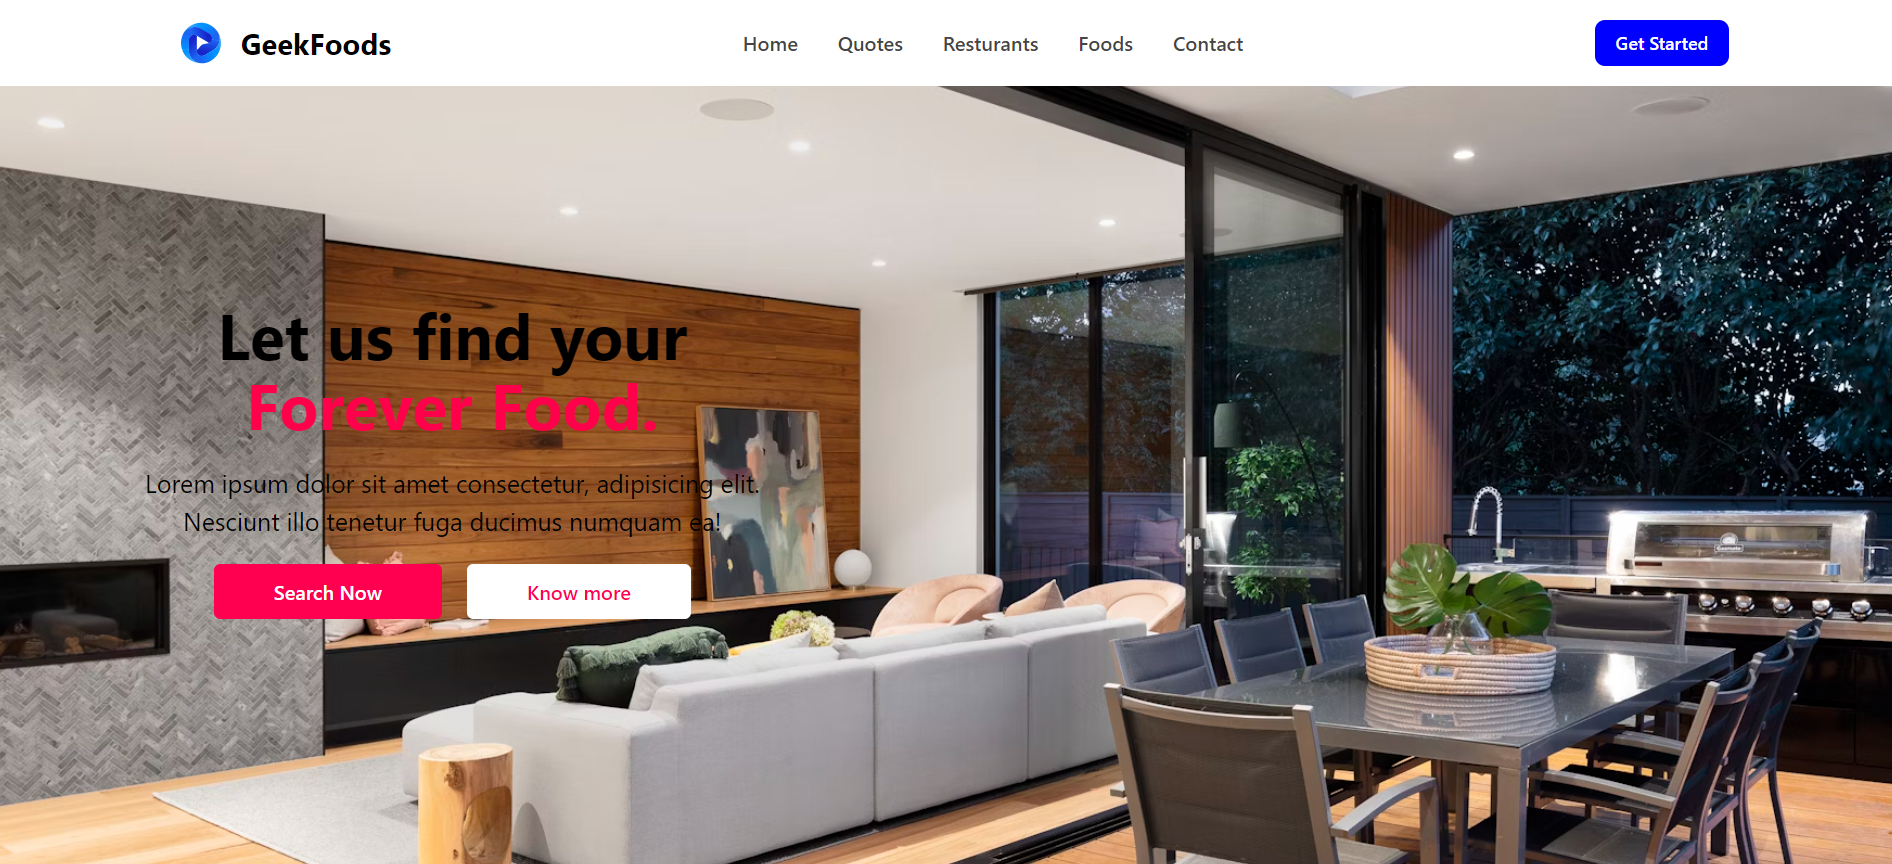 GeekFoods
Home
Quotes
Resturants
Foods
Contact
Get Started
Let us find your
Forever Food.
Lorem ipsum dolor sit amet consectetur, adipisicing elit.
Nesciunt illo tenetur fuga ducimus numquam ea!
Search Now
Know more